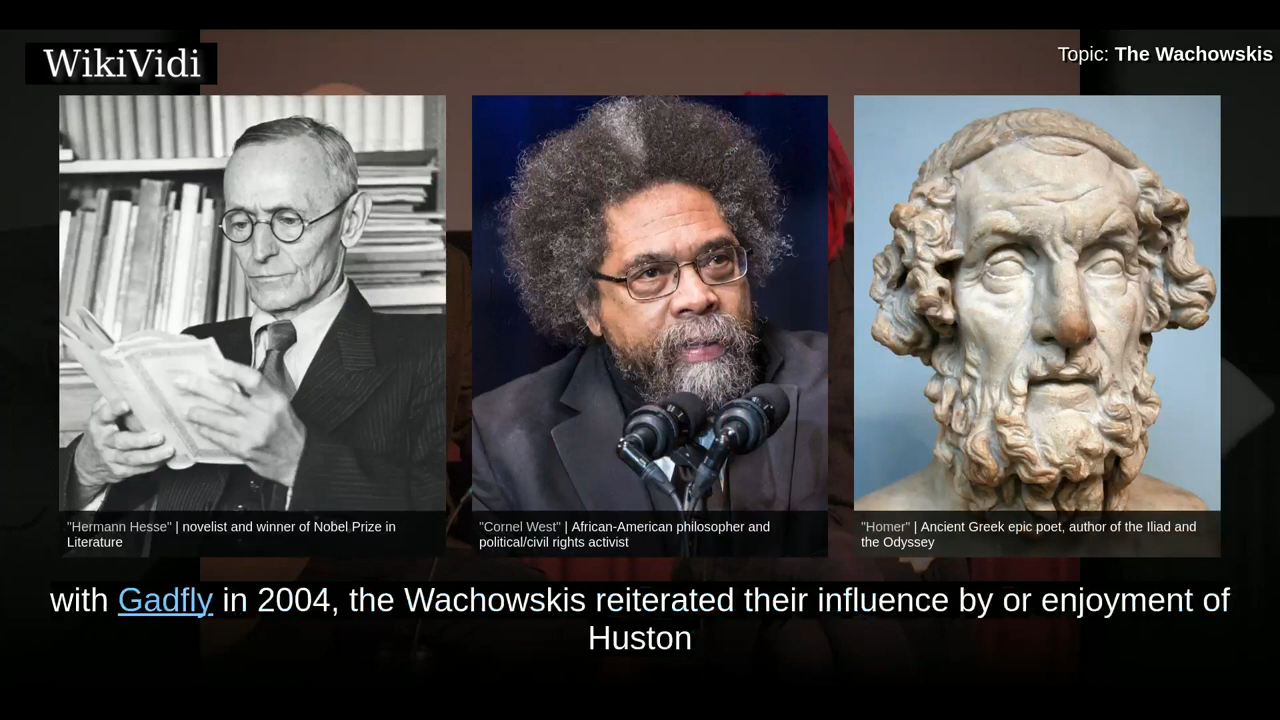 WikiVidi
Topic: The Wachowskis
"Hermann Hesse" | novelist and winner of Nobel Prize in
Literature
"Cornel West" | African-American philosopher and
political/civil rights activist
"Homer" | Ancient Greek epic poet, author of the Iliad and
the Odyssey
with Gadfly in 2004, the Wachowskis reiterated their influence by or enjoyment of
Huston